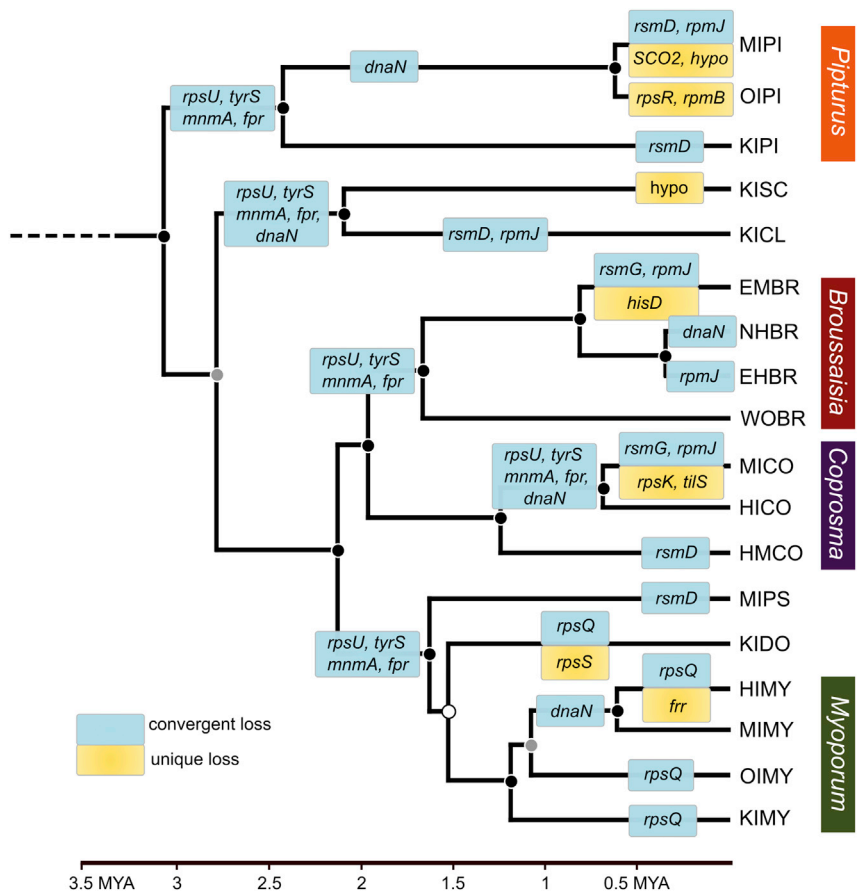 rsmD, rpmJ
MIPI
SCO2, hypo
dnaN
rpsU, tyrS
mnmA, fpr
rpsR, rpmB
OIPI
rsmD
KIPI
Pipturus
hypo
KISC
rpsU, tyrS
mnmA, fpr,
dnaN
rsmD, rpmJ
KICL
rsmG, rpmJ
EMBR
hisD
dnaN
NHBR
rpsU, tyrS
mnmA, fpr
rpmJ
EHBR
WOBR
Broussaisia
rsmG, rpmJ
MICO
rpsK, tilS
rpsU, tyrS
mnmA, fpr,
dnaN
HICO
rsmD
HMCO
Coprosma
rsmD
MIPS
rpsU, tyrS
mnmA, fpr
rpsQ
KIDO
rpsS
rpsQ
HIMY
frr
dnaN
MIMY
rpsQ
OIMY
rpsQ
KIMY
Myoporum
convergent loss
unique loss
3.5 MYA
3
2.5
2
1.5
1
0.5 MYA